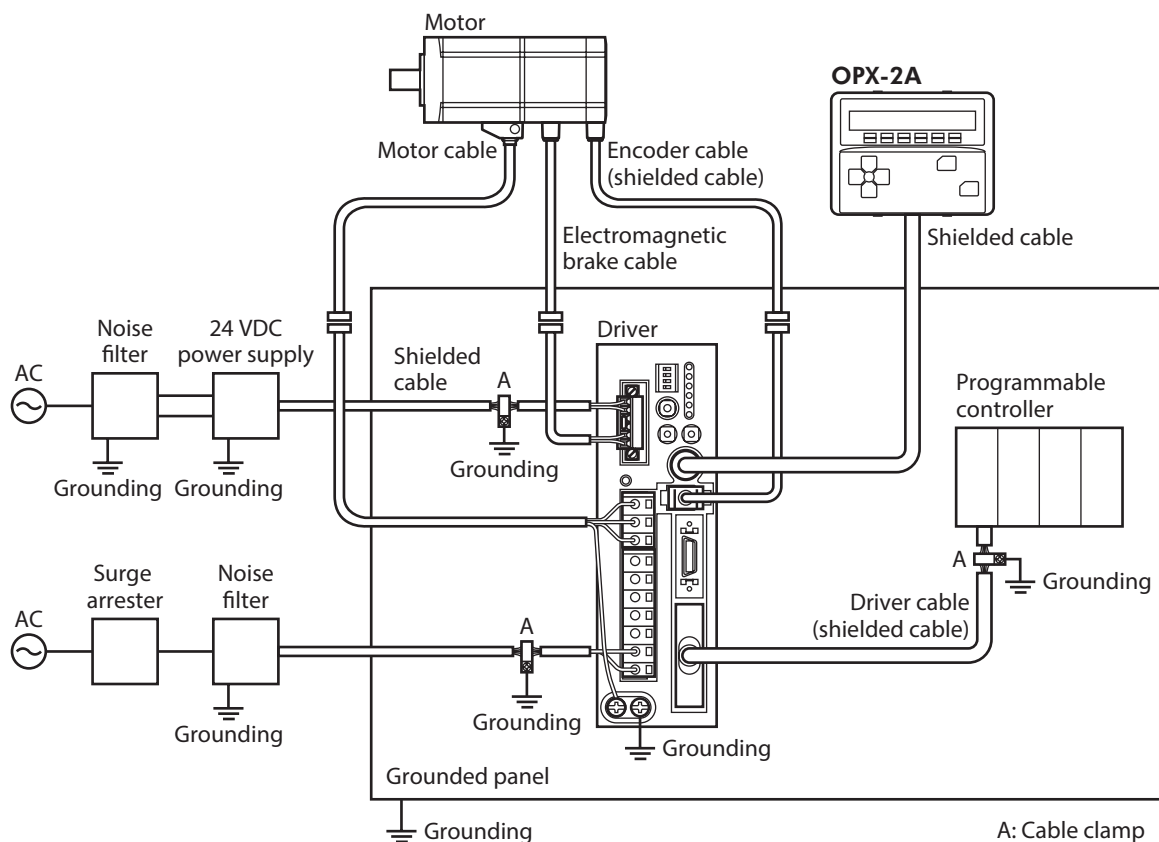 Motor
OPX-2A
Motor cable
Encoder cable
(shielded cable)
Electromagnetic
brake cable
Shielded cable
Noise
filter
24 VDC
power supply
AC
Shielded
cable
A
Driver
Programmable
controller
Grounding
Grounding
Grounding
Surge
arrester
Noise
filter
AC
A
Grounding
Driver cable
(shielded cable)
A
Grounding
Grounding
Grounding
Grounded panel
Grounding
A: Cable clamp